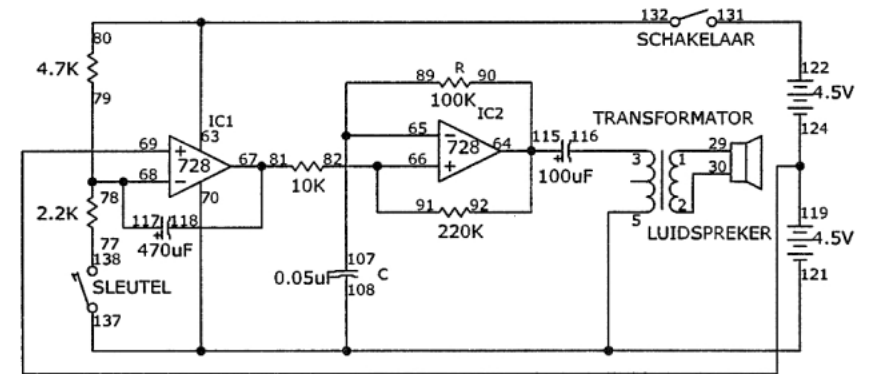 132 131
SCHAKELAAR
80
4.7K
79
122
4.5V
124
89 R 90
100K
IC1
63
IC2
TRANSFORMATOR
69
+
728
67 81 82
10K
65
−
728
64
66
+
115 116
100uF
3 1
29
30
68
−
70
78
2.2K
117 118
+
470uF
77
138
SLEUTEL
137
91 92
220K
107
0.05uF C
108
5 2
LUIDSPREKER
119
4.5V
121